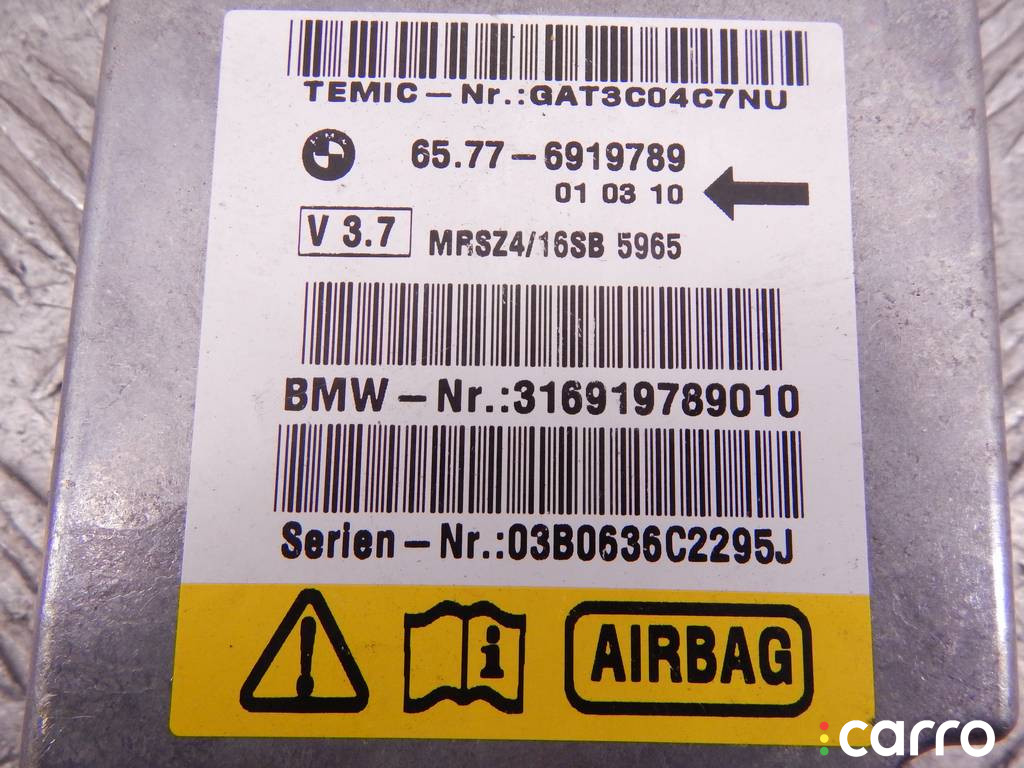 TEMIC-Nr.:GAT3C04C7NU
65.77-6919789
01 03 10
V 3.7
MRSZ4/16SB 5965
BMW-Nr.:316919789010
Serien-Nr.:03B0636C2295J
i
AIRBAG
carro